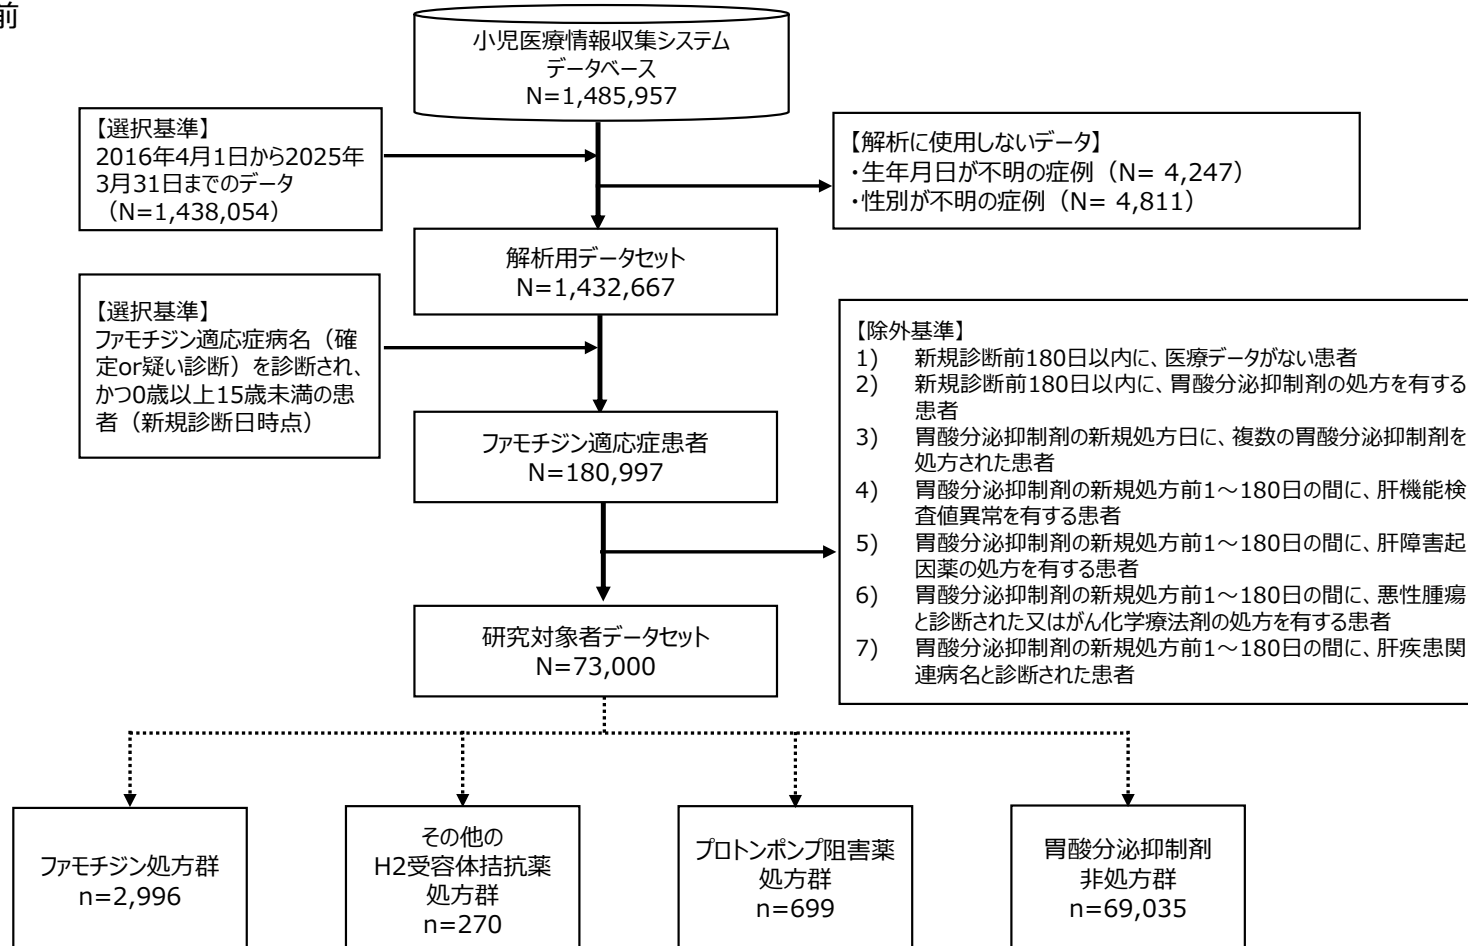 前
小児医療情報収集システム
データベース
N=1,485,957
【選択基準】
2016年4月1日から2025年
3月31日までのデータ
（N=1,438,054）
【解析に使用しないデータ】
・生年月日が不明の症例（N= 4,247）
・性別が不明の症例（N= 4,811）
解析用データセット
N=1,432,667
【選択基準】
ファモチジン適応症病名（確
定or疑い診断）を診断され、
かつ0歳以上15歳未満の患
者（新規診断日時点）
ファモチジン適応症患者
N=180,997
【除外基準】
1) 新規診断前180日以内に、医療データがない患者
2) 新規診断前180日以内に、胃酸分泌抑制剤の処方を有する
患者
3) 胃酸分泌抑制剤の新規処方日に、複数の胃酸分泌抑制剤を
処方された患者
4) 胃酸分泌抑制剤の新規処方前1～180日の間に、肝機能検
査値異常を有する患者
5) 胃酸分泌抑制剤の新規処方前1～180日の間に、肝障害起
因薬の処方を有する患者
6) 胃酸分泌抑制剤の新規処方前1～180日の間に、悪性腫瘍
と診断された又はがん化学療法剤の処方を有する患者
7) 胃酸分泌抑制剤の新規処方前1～180日の間に、肝疾患関
連病名と診断された患者
研究対象者データセット
N=73,000
ファモチジン処方群
n=2,996
その他の
H2受容体拮抗薬
処方群
n=270
プロトンポンプ阻害薬
処方群
n=699
胃酸分泌抑制剤
非処方群
n=69,035